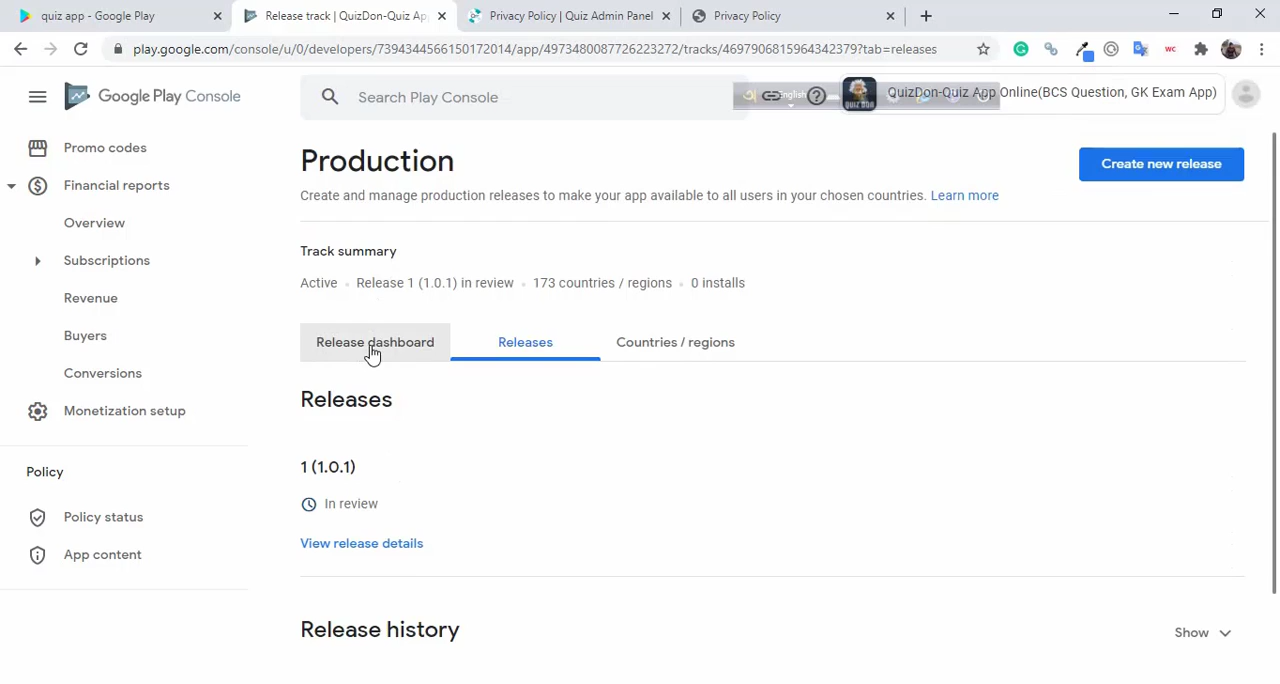 quiz app - Google Play
Release track | QuizDon-Quiz Ap
Privacy Policy | Quiz Admin Panel
Privacy Policy
play.google.com/console/u/0/developers/7394344566150172014/app/4973480087726223272/tracks/4697906815964342379?tab=releases
Google Play Console
Search Play Console
English
QuizDon-Quiz App Online(BCS Question, GK Exam App)
Promo codes
Financial reports
Overview
Subscriptions
Revenue
Buyers
Conversions
Monetization setup
Policy
Policy status
App content
Production
Create new release
Create and manage production releases to make your app available to all users in your chosen countries. Learn more
Track summary
Active • Release 1 (1.0.1) in review • 173 countries / regions • 0 installs
Release dashboard
Releases
Countries / regions
Releases
1 (1.0.1)
In review
View release details
Release history
Show